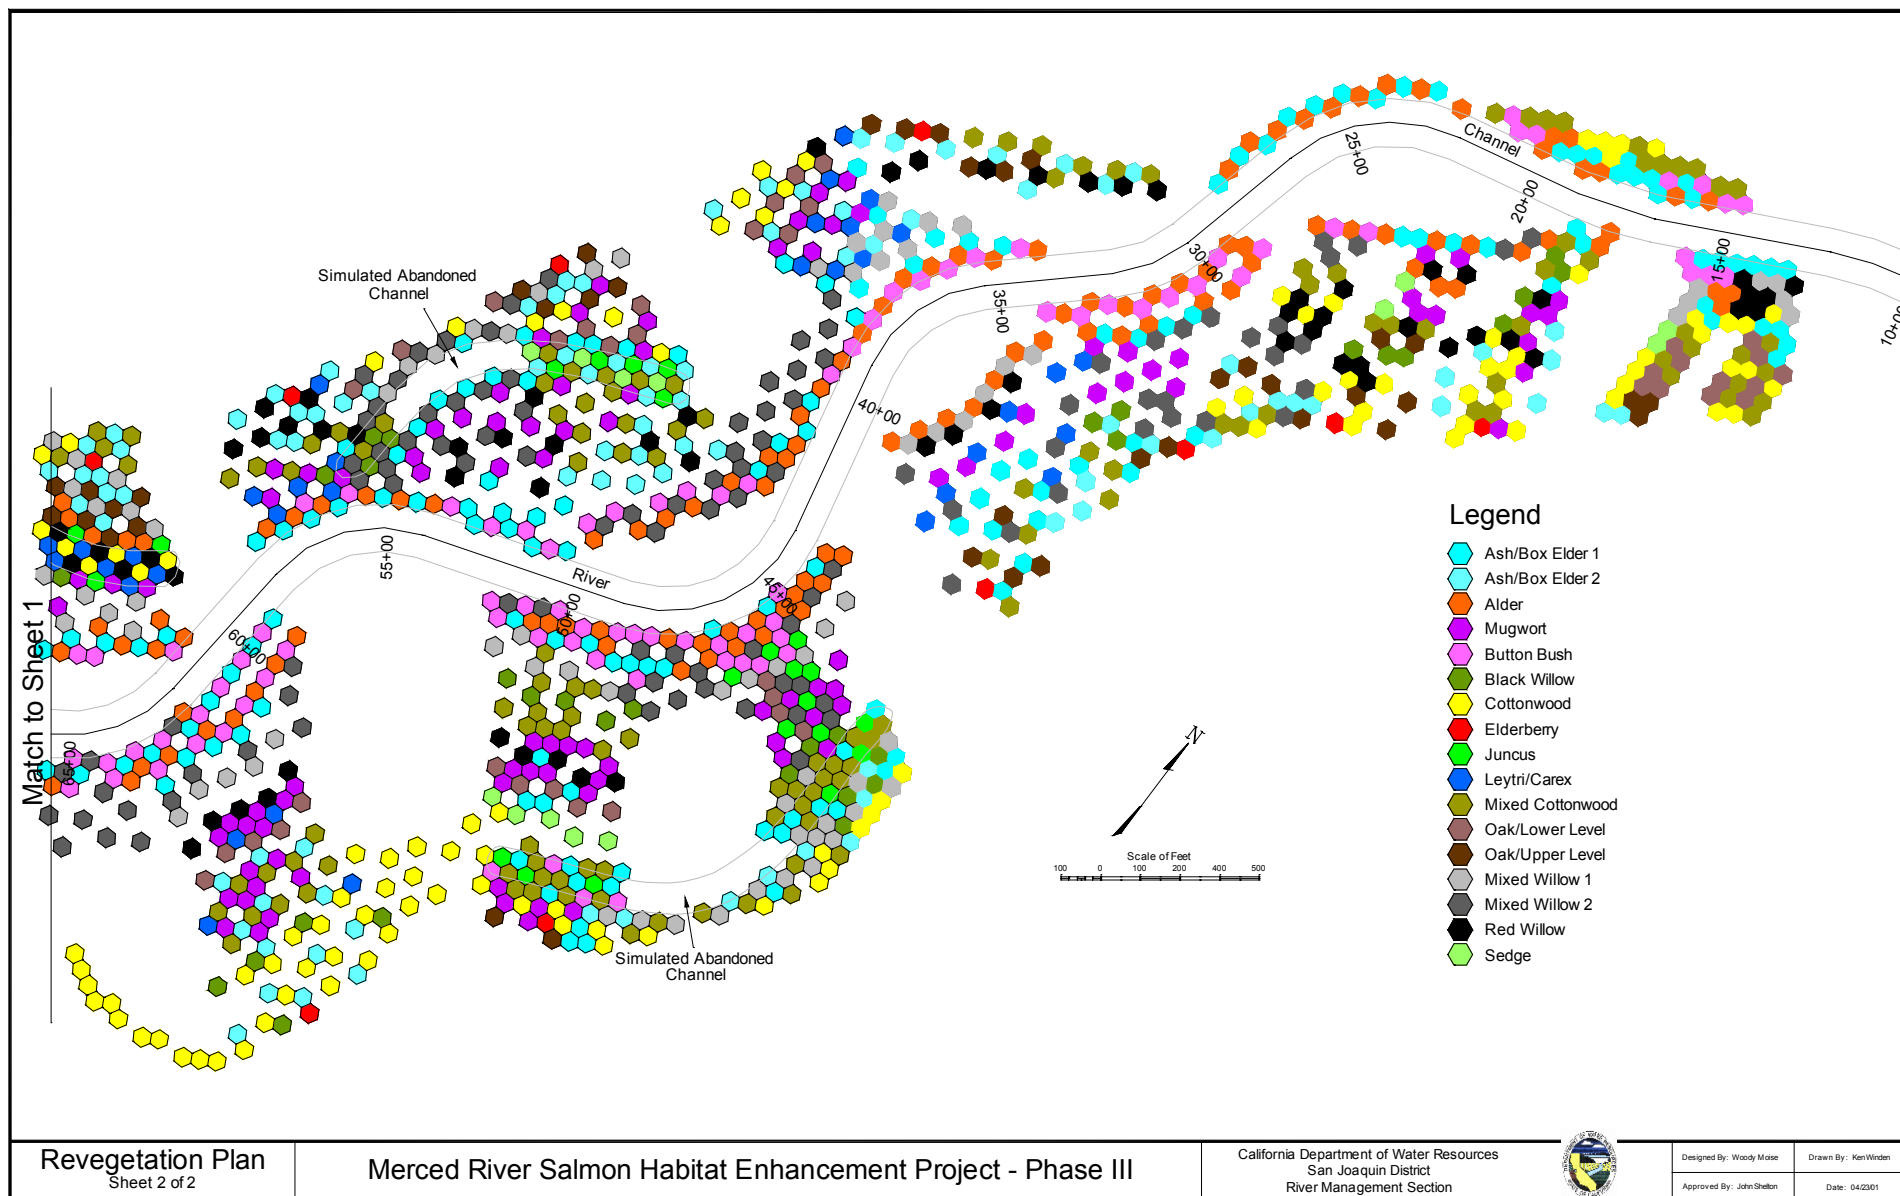 Simulated Abandoned
Channel
Channel
River
10+00
15+00
20+00
25+00
30+00
35+00
40+00
45+00
50+00
55+00
60+00
65+00
Match to Sheet 1
Simulated Abandoned
Channel
N
Scale of Feet
100 0 100 200 400 500
Legend
Ash/Box Elder 1
Ash/Box Elder 2
Alder
Mugwort
Button Bush
Black Willow
Cottonwood
Elderberry
Juncus
Leytri/Carex
Mixed Cottonwood
Oak/Lower Level
Oak/Upper Level
Mixed Willow 1
Mixed Willow 2
Red Willow
Sedge
Revegetation Plan
Sheet 2 of 2
Merced River Salmon Habitat Enhancement Project - Phase III
California Department of Water Resources
San Joaquin District
River Management Section
Designed By: Woody Moise
Drawn By: Ken Winden
Approved By: John Shelton
Date: 04/23/01